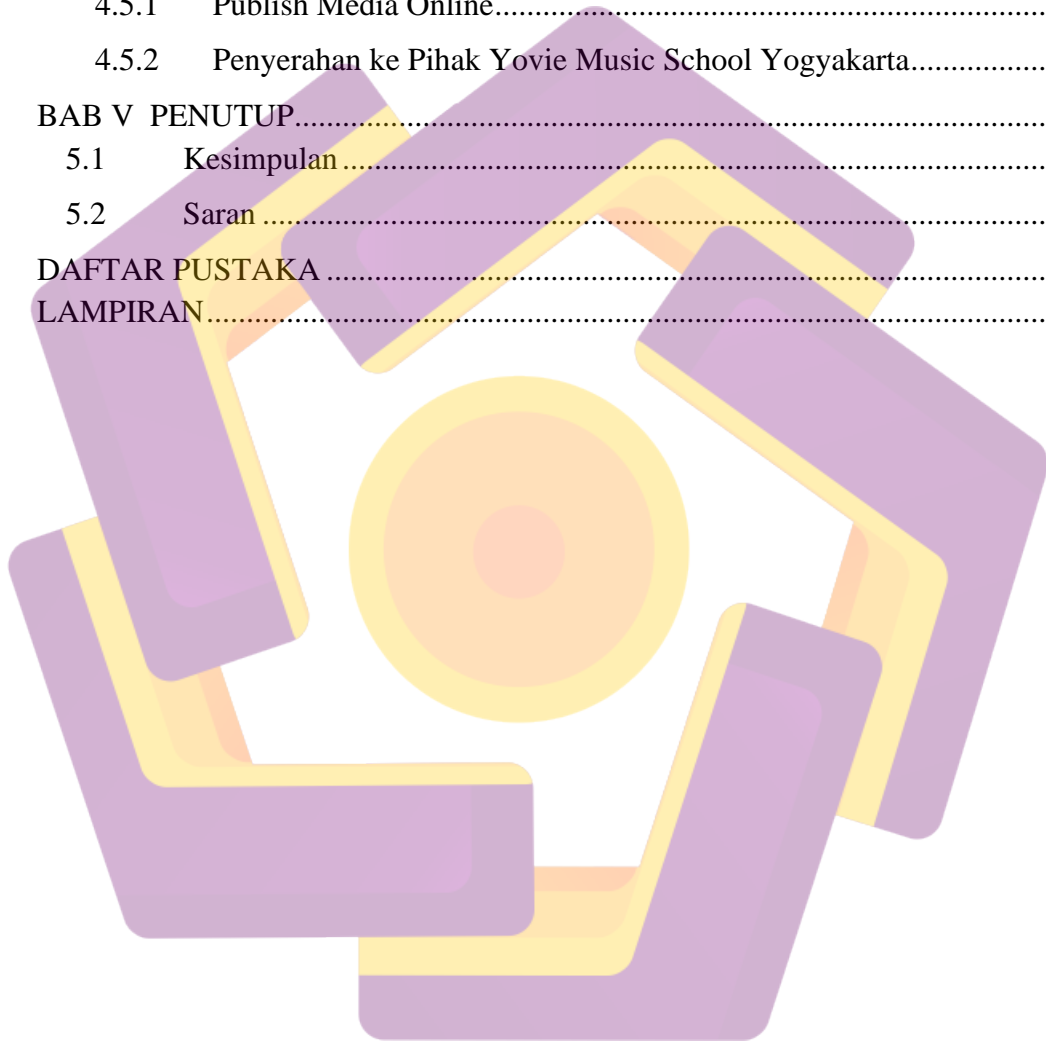 4.5.1 Publish Media Online........................................................................
4.5.2 Penyerahan ke Pihak Yovie Music School Yogyakarta.................
BAB V PENUTUP...............................................................................................
5.1 Kesimpulan.........................................................................................
5.2 Saran...................................................................................................
DAFTAR PUSTAKA...........................................................................................
LAMPIRAN.........................................................................................................